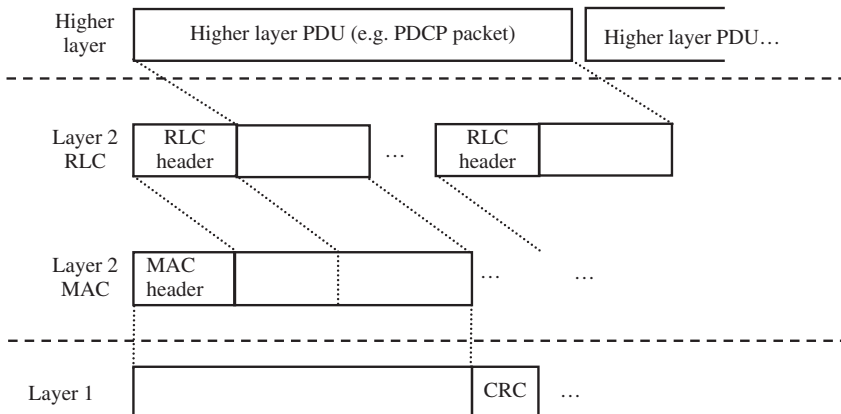 Higher
layer
Higher layer PDU (e.g. PDCP packet)
Higher layer PDU…
Layer 2
RLC
RLC
header
…
RLC
header
Layer 2
MAC
MAC
header
…
…
Layer 1
CRC
…